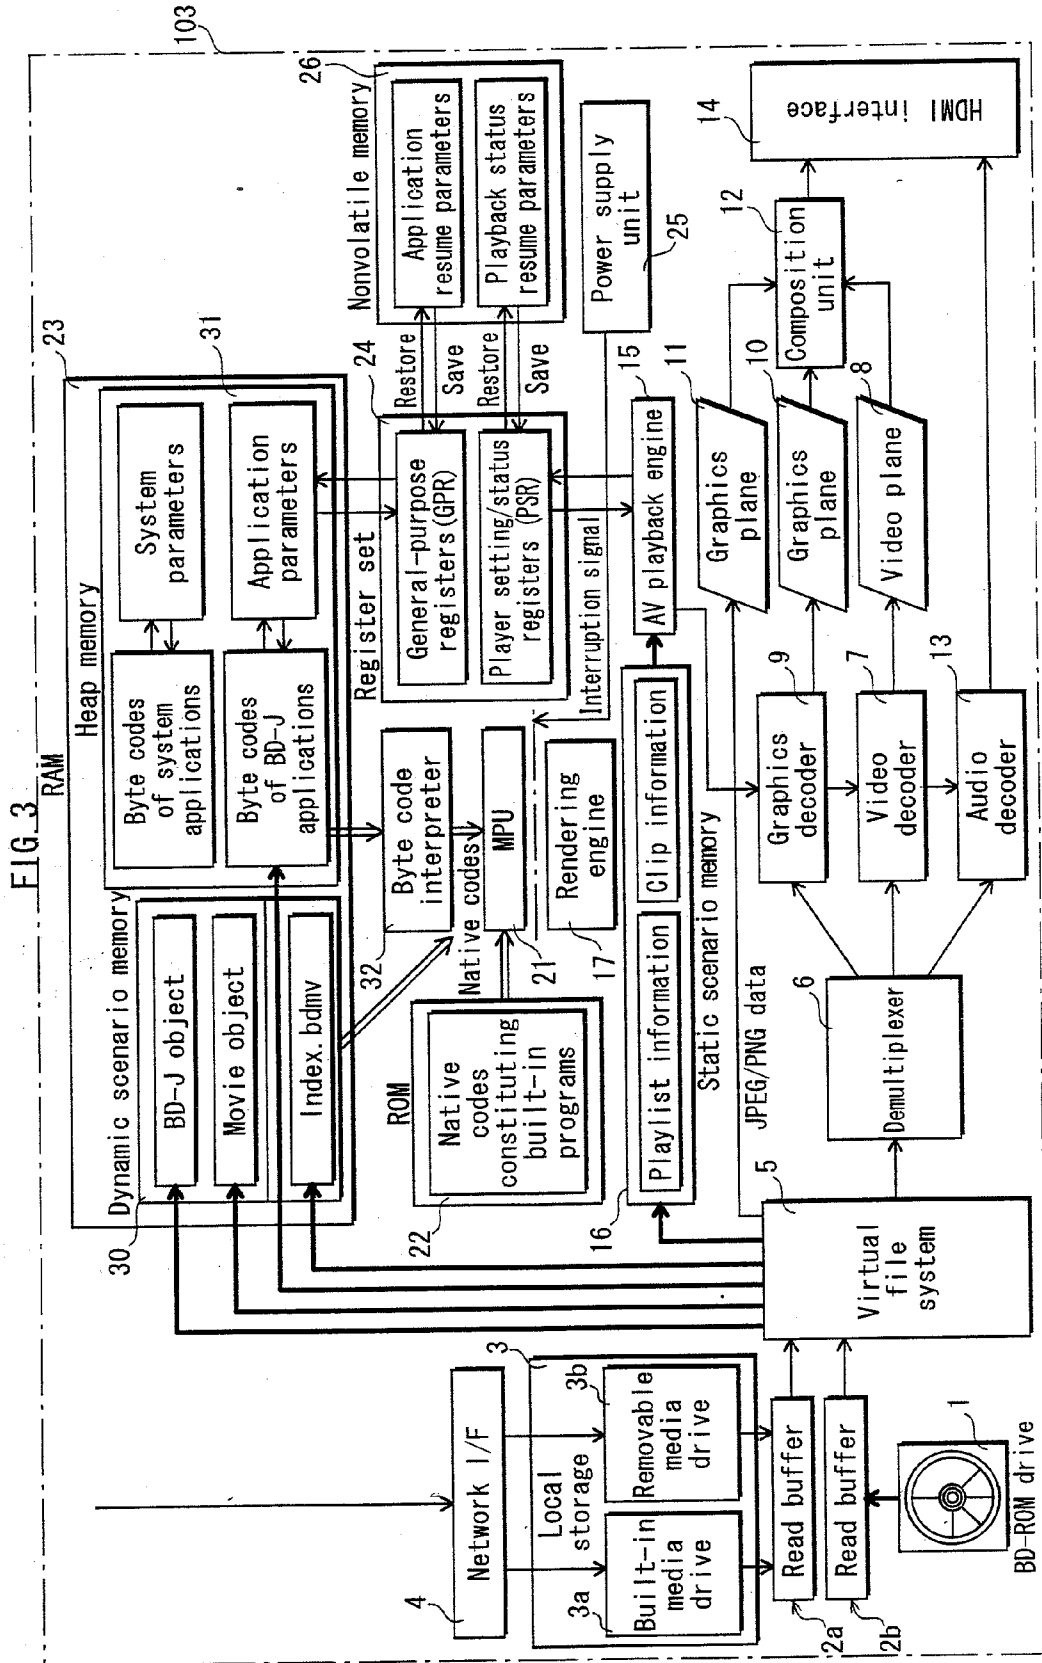 FIG. 3
103
RAM
23
Dynamic scenario memory
30
BD-J object
Movie object
Index.bdmv
Heap memory
31
Byte codes
of system
applications
System
parameters
Byte codes
of BD-J
applications
Application
parameters
Register set
24
General-purpose
registers(GPR)
Player setting/status
registers (PSR)
Restore
Save
Restore
Save
Nonvolatile memory
26
Application
resume parameters
Playback status
resume parameters
32
Byte code
interpreter
Native codes
MPU
21
ROM
Native
codes
constituting
built-in
programs
22
Rendering
engine
17
Interruption signal
Power supply
unit
25
16
Playlist information
Clip information
Static scenario memory
AV playback engine
15
4
Network I/F
3
Local
storage
3a
Built-in
media
drive
3b
Removable
media
drive
Read buffer
2a
Read buffer
2b
1
BD-ROM drive
5
Virtual
file
system
JPEG/PNG data
6
Demultiplexer
Graphics
decoder
9
Video
decoder
7
Audio
decoder
13
Graphics
plane
11
Graphics
plane
10
Video plane
8
Composition
unit
12
14
HDMI interface